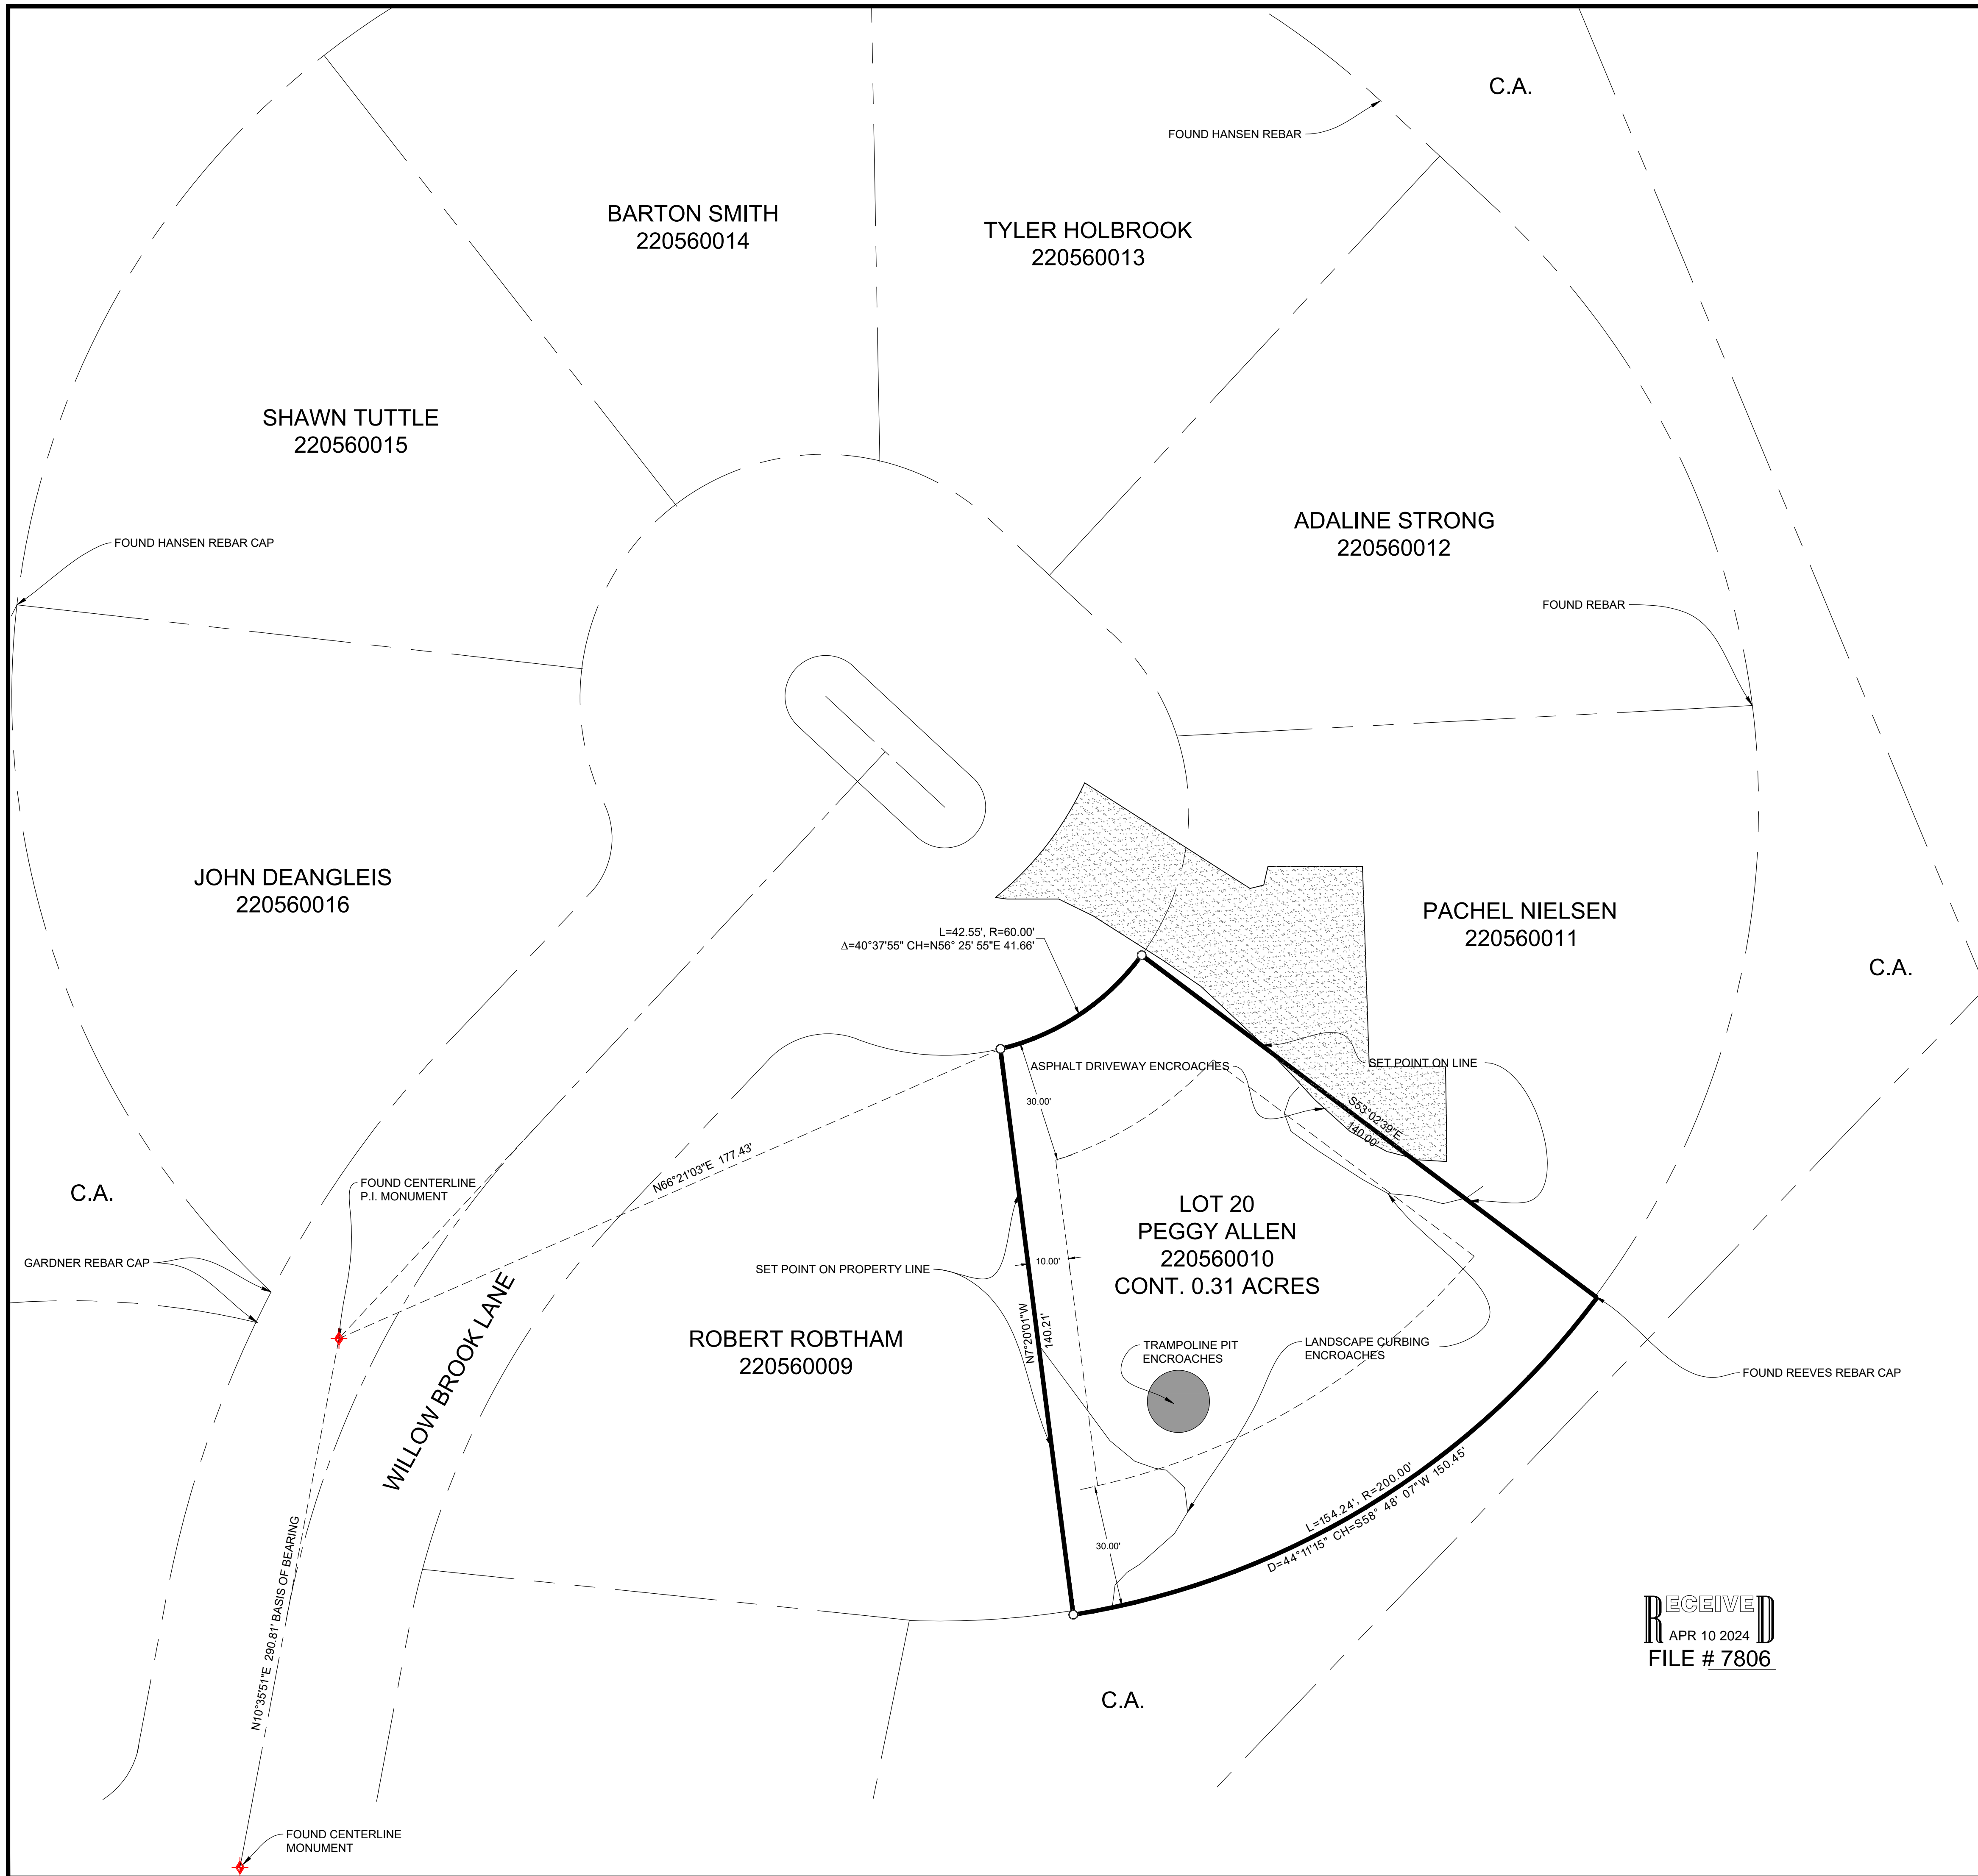 C.A.
FOUND HANSEN REBAR
BARTON SMITH
220560014
TYLER HOLBROOK
220560013
SHAWN TUTTLE
220560015
ADALINE STRONG
220560012
FOUND HANSEN REBAR CAP
FOUND REBAR
JOHN DEANGLEIS
220560016
PACHEL NIELSEN
220560011
L=42.55', R=60.00'
Δ=40°37'55" CH=N56° 25' 55"E 41.66'
C.A.
ASPHALT DRIVEWAY ENCROACHES
SET POINT ON LINE
30.00'
S53°02'39"E
140.00'
N66°21'03"E 177.43'
C.A.
FOUND CENTERLINE
P.I. MONUMENT
LOT 20
PEGGY ALLEN
220560010
CONT. 0.31 ACRES
GARDNER REBAR CAP
SET POINT ON PROPERTY LINE
10.00'
WILLOW BROOK LANE
N7°20'01"W
140.21'
ROBERT ROBTHAM
220560009
TRAMPOLINE PIT
ENCROACHES
LANDSCAPE CURBING
ENCROACHES
FOUND REEVES REBAR CAP
L=154.24', R=200.00'
D=44°11'15" CH=S58° 48' 07"W 150.45'
30.00'
N10°35'51"E 290.81' BASIS OF BEARING
RECEIVED
APR 10 2024
FILE # 7806
C.A.
FOUND CENTERLINE
MONUMENT